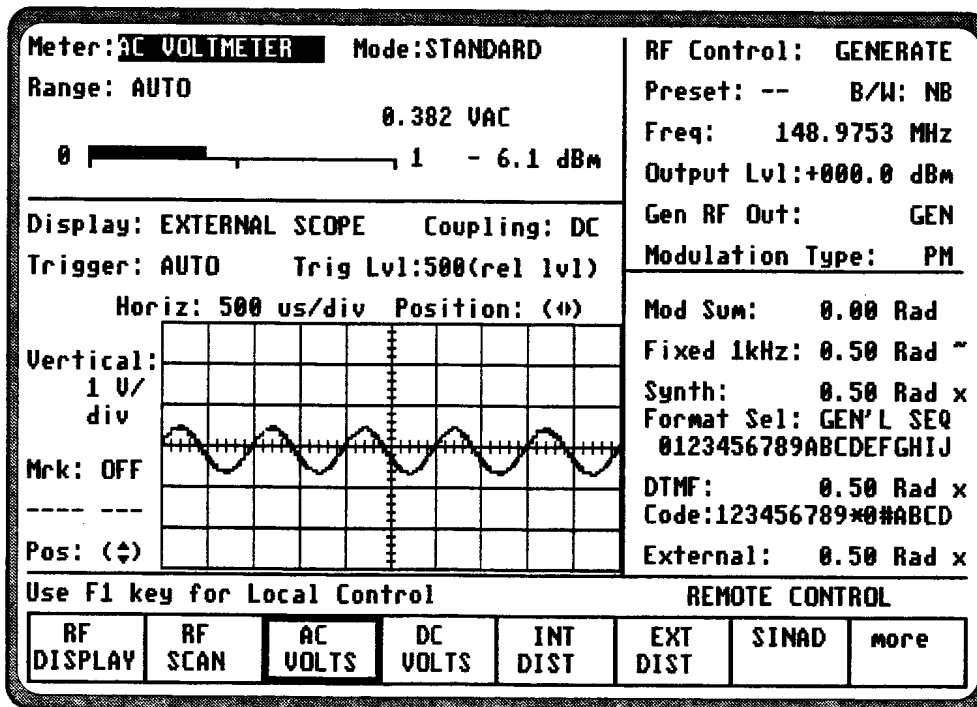 Meter:AC VOLTMETER Mode:STANDARD
Range: AUTO
0.382 VAC
0 1 - 6.1 dBm
Display: EXTERNAL SCOPE Coupling: DC
Trigger: AUTO Trig Lvl:500(rel lvl)
Horiz: 500 us/div Position: (◂▸)
Vertical:
1 V/
div
Mrk: OFF
---- ---
Pos: (▴▾)
RF Control: GENERATE
Preset: -- B/W: NB
Freq: 148.9753 MHz
Output Lvl:+000.0 dBm
Gen RF Out: GEN
Modulation Type: PM
Mod Sum: 0.00 Rad
Fixed 1kHz: 0.50 Rad ~
Synth: 0.50 Rad x
Format Sel: GEN'L SEQ
0123456789ABCDEFGHIJ
DTMF: 0.50 Rad x
Code:123456789*0#ABCD
External: 0.50 Rad x
Use F1 key for Local Control REMOTE CONTROL
RF DISPLAY
RF SCAN
AC VOLTS
DC VOLTS
INT DIST
EXT DIST
SINAD
more